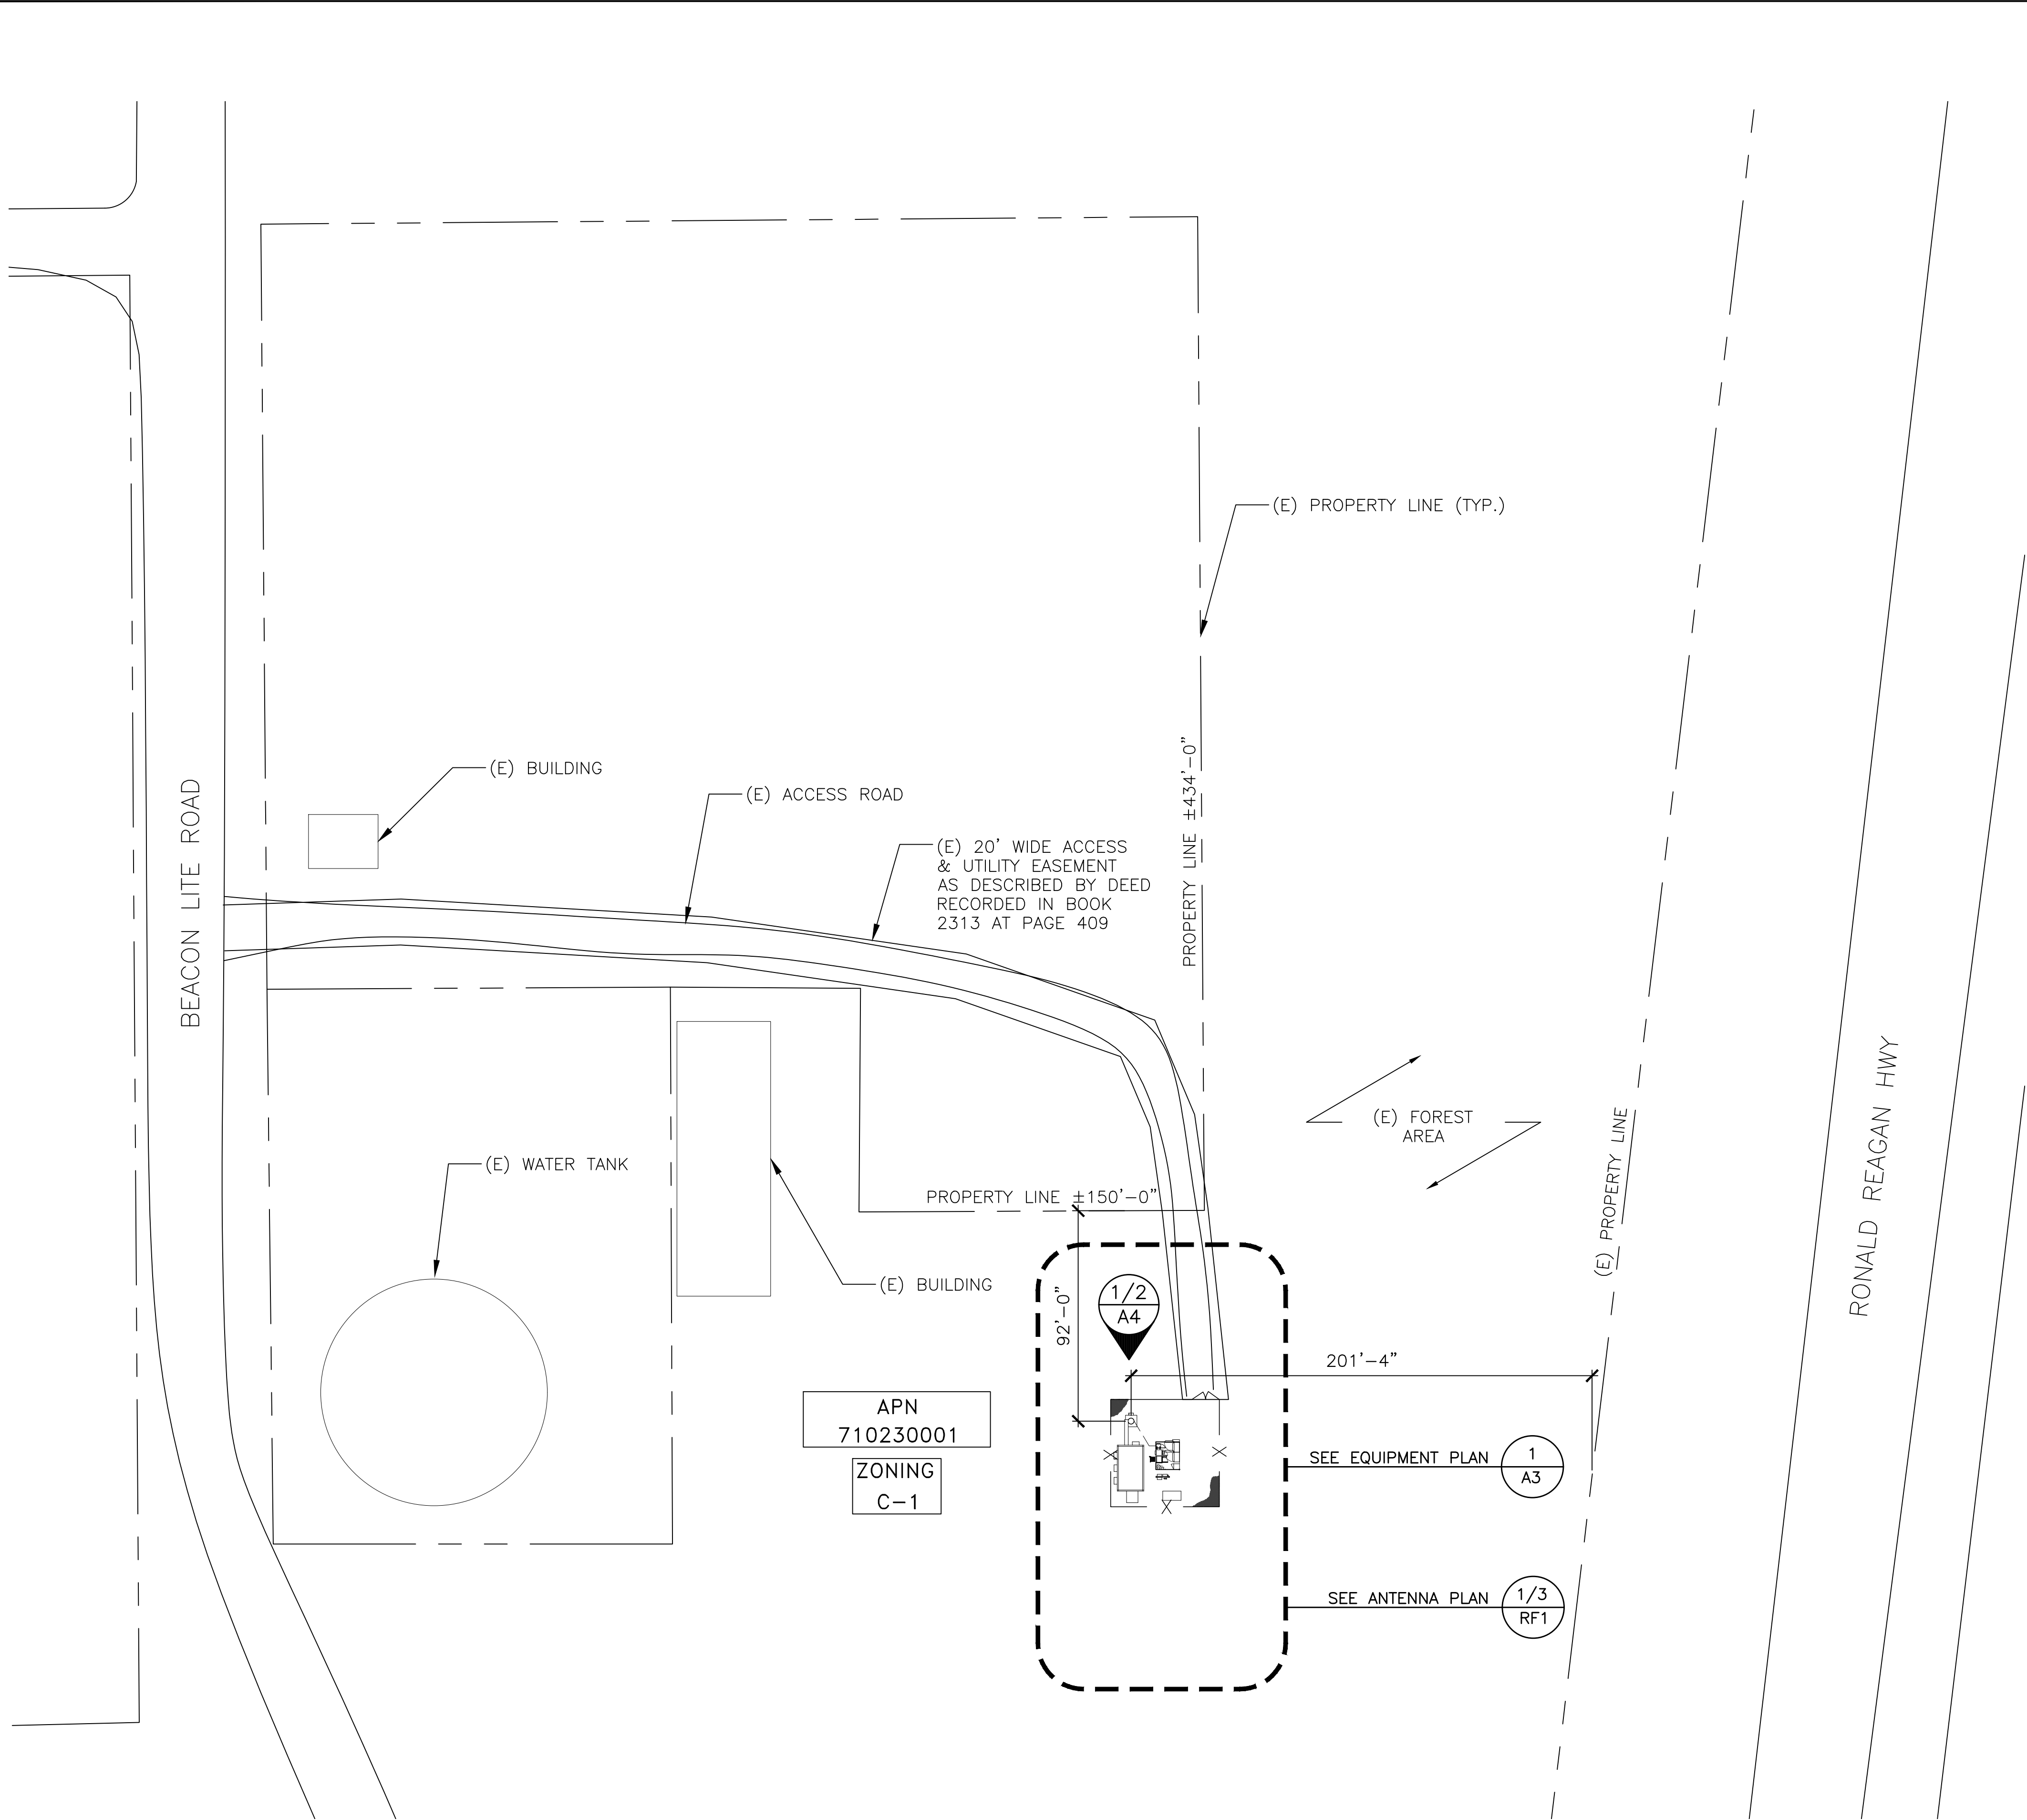 (E) PROPERTY LINE (TYP.)
PROPERTY LINE ±434'-0"
(E) BUILDING
(E) ACCESS ROAD
(E) 20' WIDE ACCESS
& UTILITY EASEMENT
AS DESCRIBED BY DEED
RECORDED IN BOOK
2313 AT PAGE 409
BEACON LITE ROAD
(E) FOREST
AREA
(E) PROPERTY LINE
RONALD REAGAN HWY
(E) WATER TANK
PROPERTY LINE ±150'-0"
(E) BUILDING
92'-0"
1/2
A4
201'-4"
APN
710230001
ZONING
C-1
SEE EQUIPMENT PLAN
1
A3
SEE ANTENNA PLAN
1/3
RF1
X
X
X